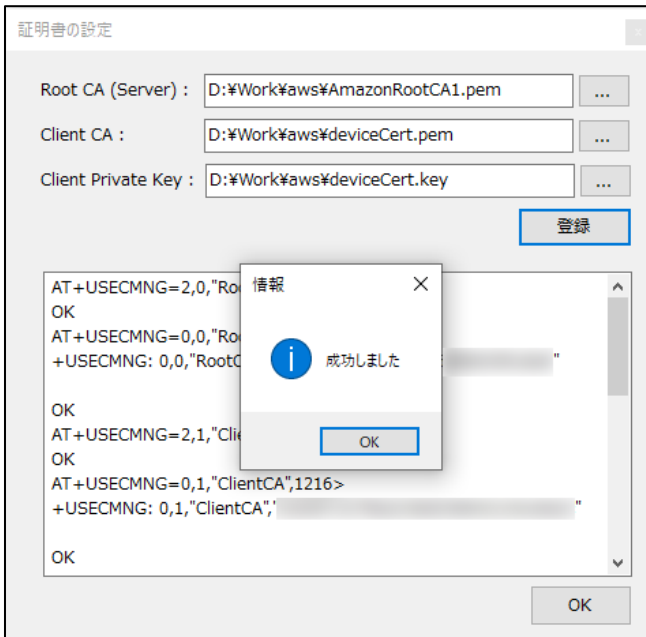 証明書の設定
Root CA (Server) : D:¥Work¥aws¥AmazonRootCA1.pem ...
Client CA : D:¥Work¥aws¥deviceCert.pem ...
Client Private Key : D:¥Work¥aws¥deviceCert.key ...
登録
AT+USECMNG=2,0,"Roo
OK
AT+USECMNG=0,0,"Roo
+USECMNG: 0,0,"RootC "
OK
AT+USECMNG=2,1,"Clie
OK
AT+USECMNG=0,1,"ClientCA",1216>
+USECMNG: 0,1,"ClientCA"," "
OK
情報
成功しました
OK
OK